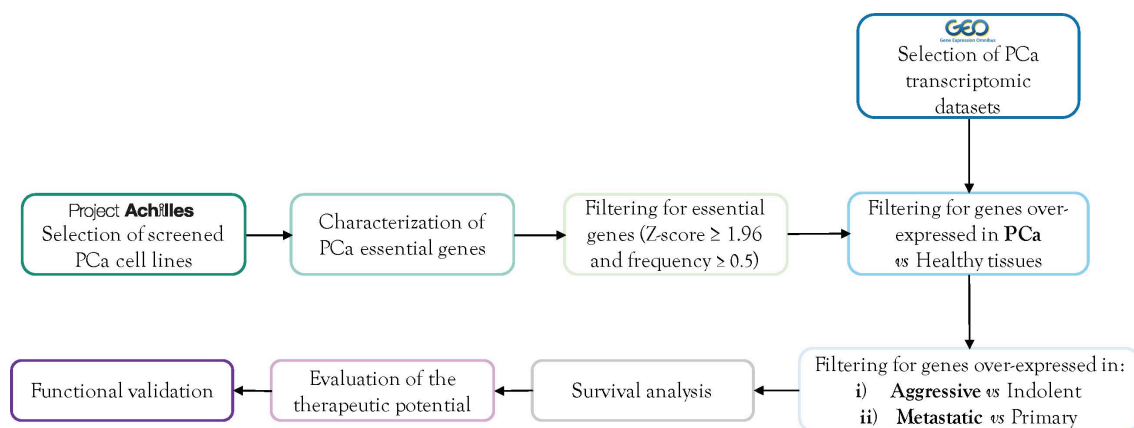 GEO
Gene Expression Omnibus
Selection of PCa
transcriptomic
datasets
Project Achilles
Selection of screened
PCa cell lines
Characterization of
PCa essential genes
Filtering for essential
genes (Z-score ≥ 1.96
and frequency ≥ 0.5)
Filtering for genes over-
expressed in PCa
vs Healthy tissues
Functional validation
Evaluation of the
therapeutic potential
Survival analysis
Filtering for genes over-expressed in:
i) Aggressive vs Indolent
ii) Metastatic vs Primary